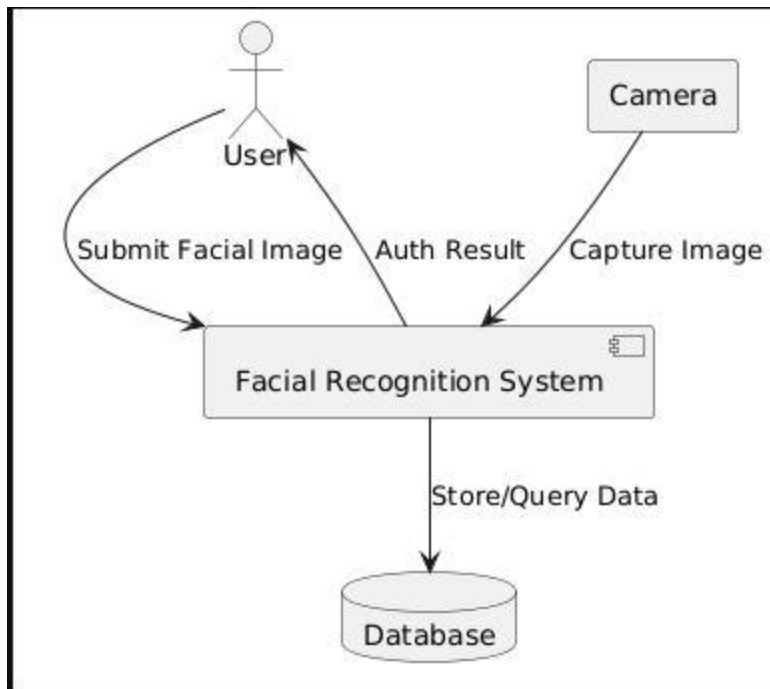 Camera
User
Submit Facial Image
Auth Result
Capture Image
Facial Recognition System
Store/Query Data
Database